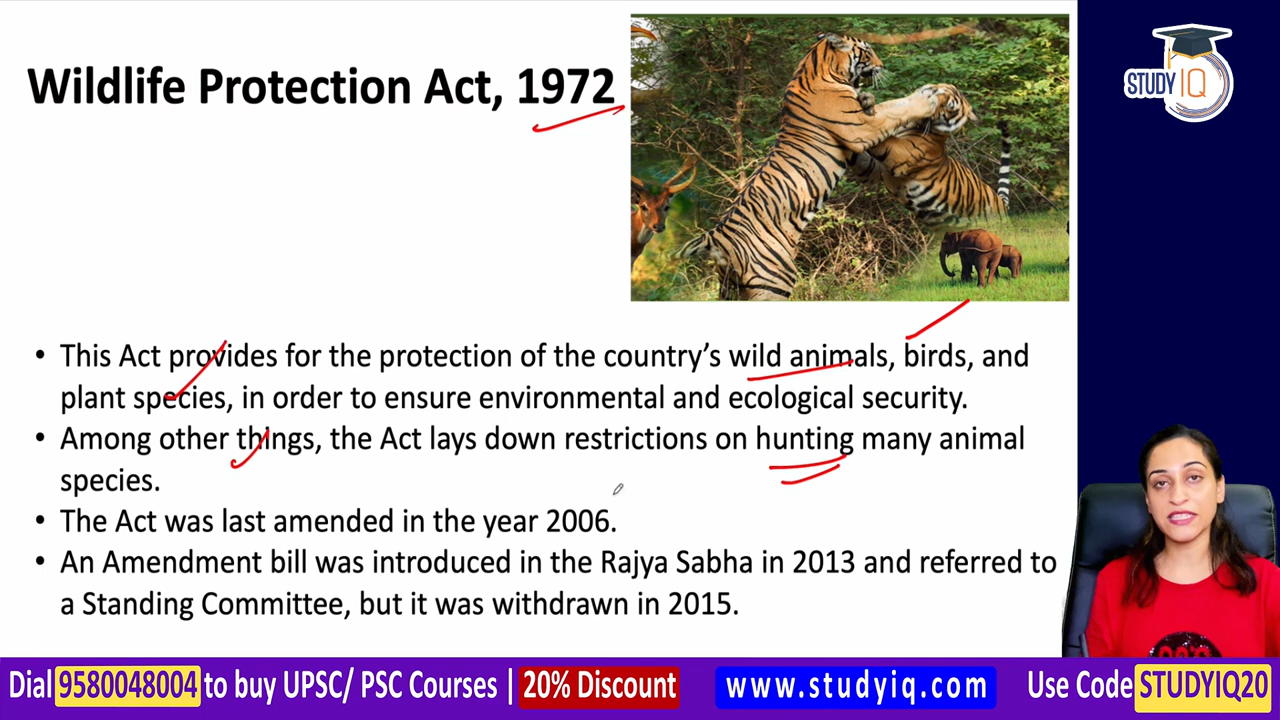 Wildlife Protection Act, 1972
STUDY IQ
• This Act provides for the protection of the country’s wild animals, birds, and
plant species, in order to ensure environmental and ecological security.
• Among other things, the Act lays down restrictions on hunting many animal
species.
• The Act was last amended in the year 2006.
• An Amendment bill was introduced in the Rajya Sabha in 2013 and referred to
a Standing Committee, but it was withdrawn in 2015.
Dial 9580048004 to buy UPSC/ PSC Courses | 20% Discount www.studyiq.com Use Code STUDYIQ20